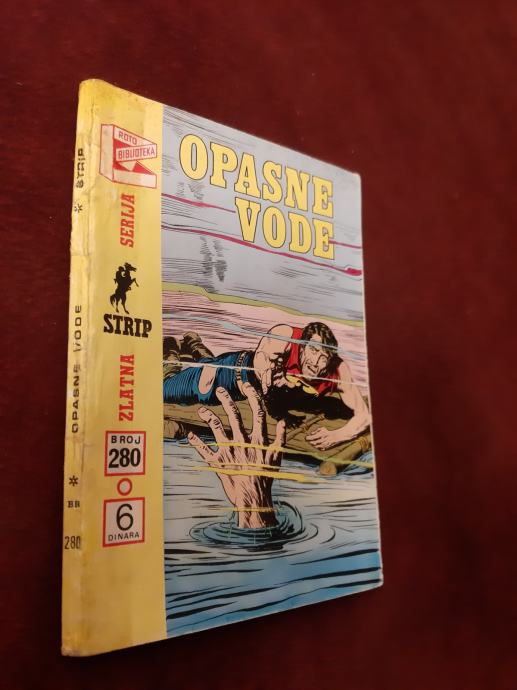 ROTO
BIBLIOTEKA
ZLATNA SERIJA
STRIP
BROJ
280
6
DINARA
OPASNE
VODE
STRIP * OPASNE VODE * BR
280